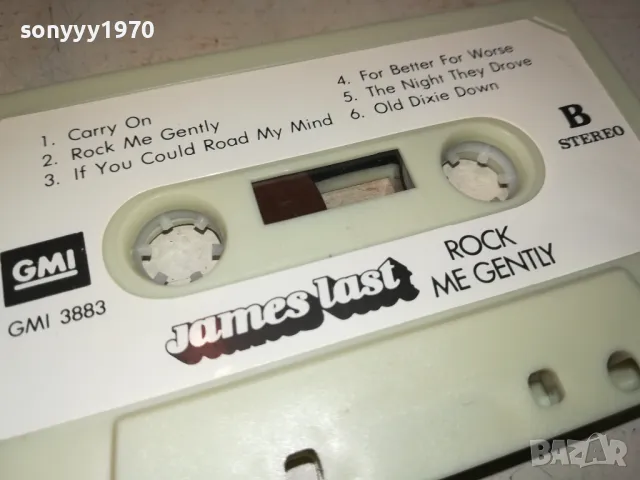 sonyyy1970
1. Carry On
2. Rock Me Gently
3. If You Could Road My Mind
4. For Better For Worse
5. The Night They Drove
6. Old Dixie Down
B
STEREO
GMI
GMI 3883
James Last
ROCK
ME GENTLY
BAZAR
bg